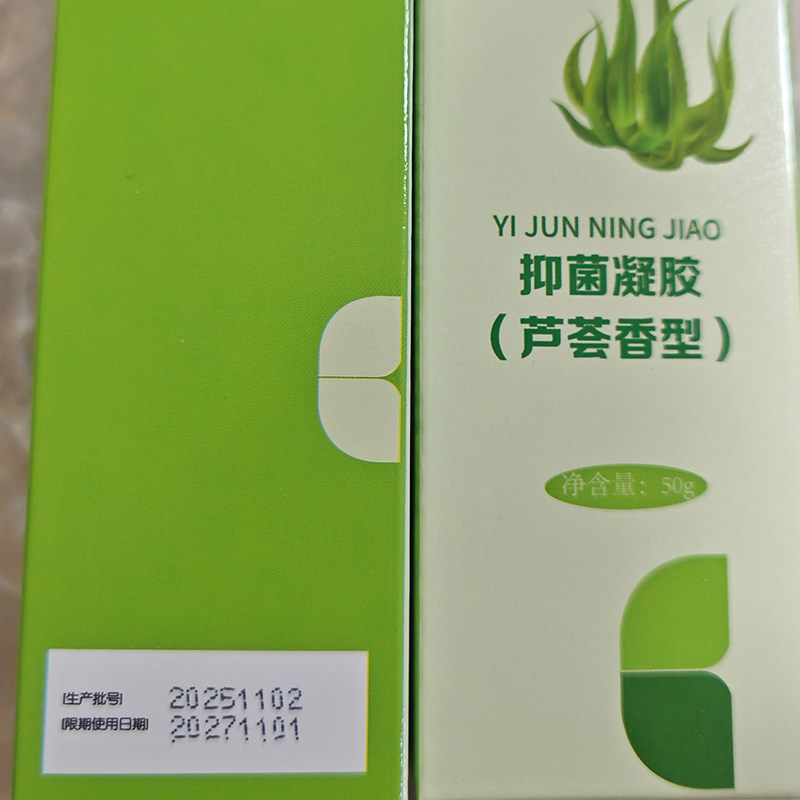 YI JUN NING JIAO
抑菌凝胶
（芦荟香型）
净含量：50g
[生产批号] 20251102
[限期使用日期] 20271101